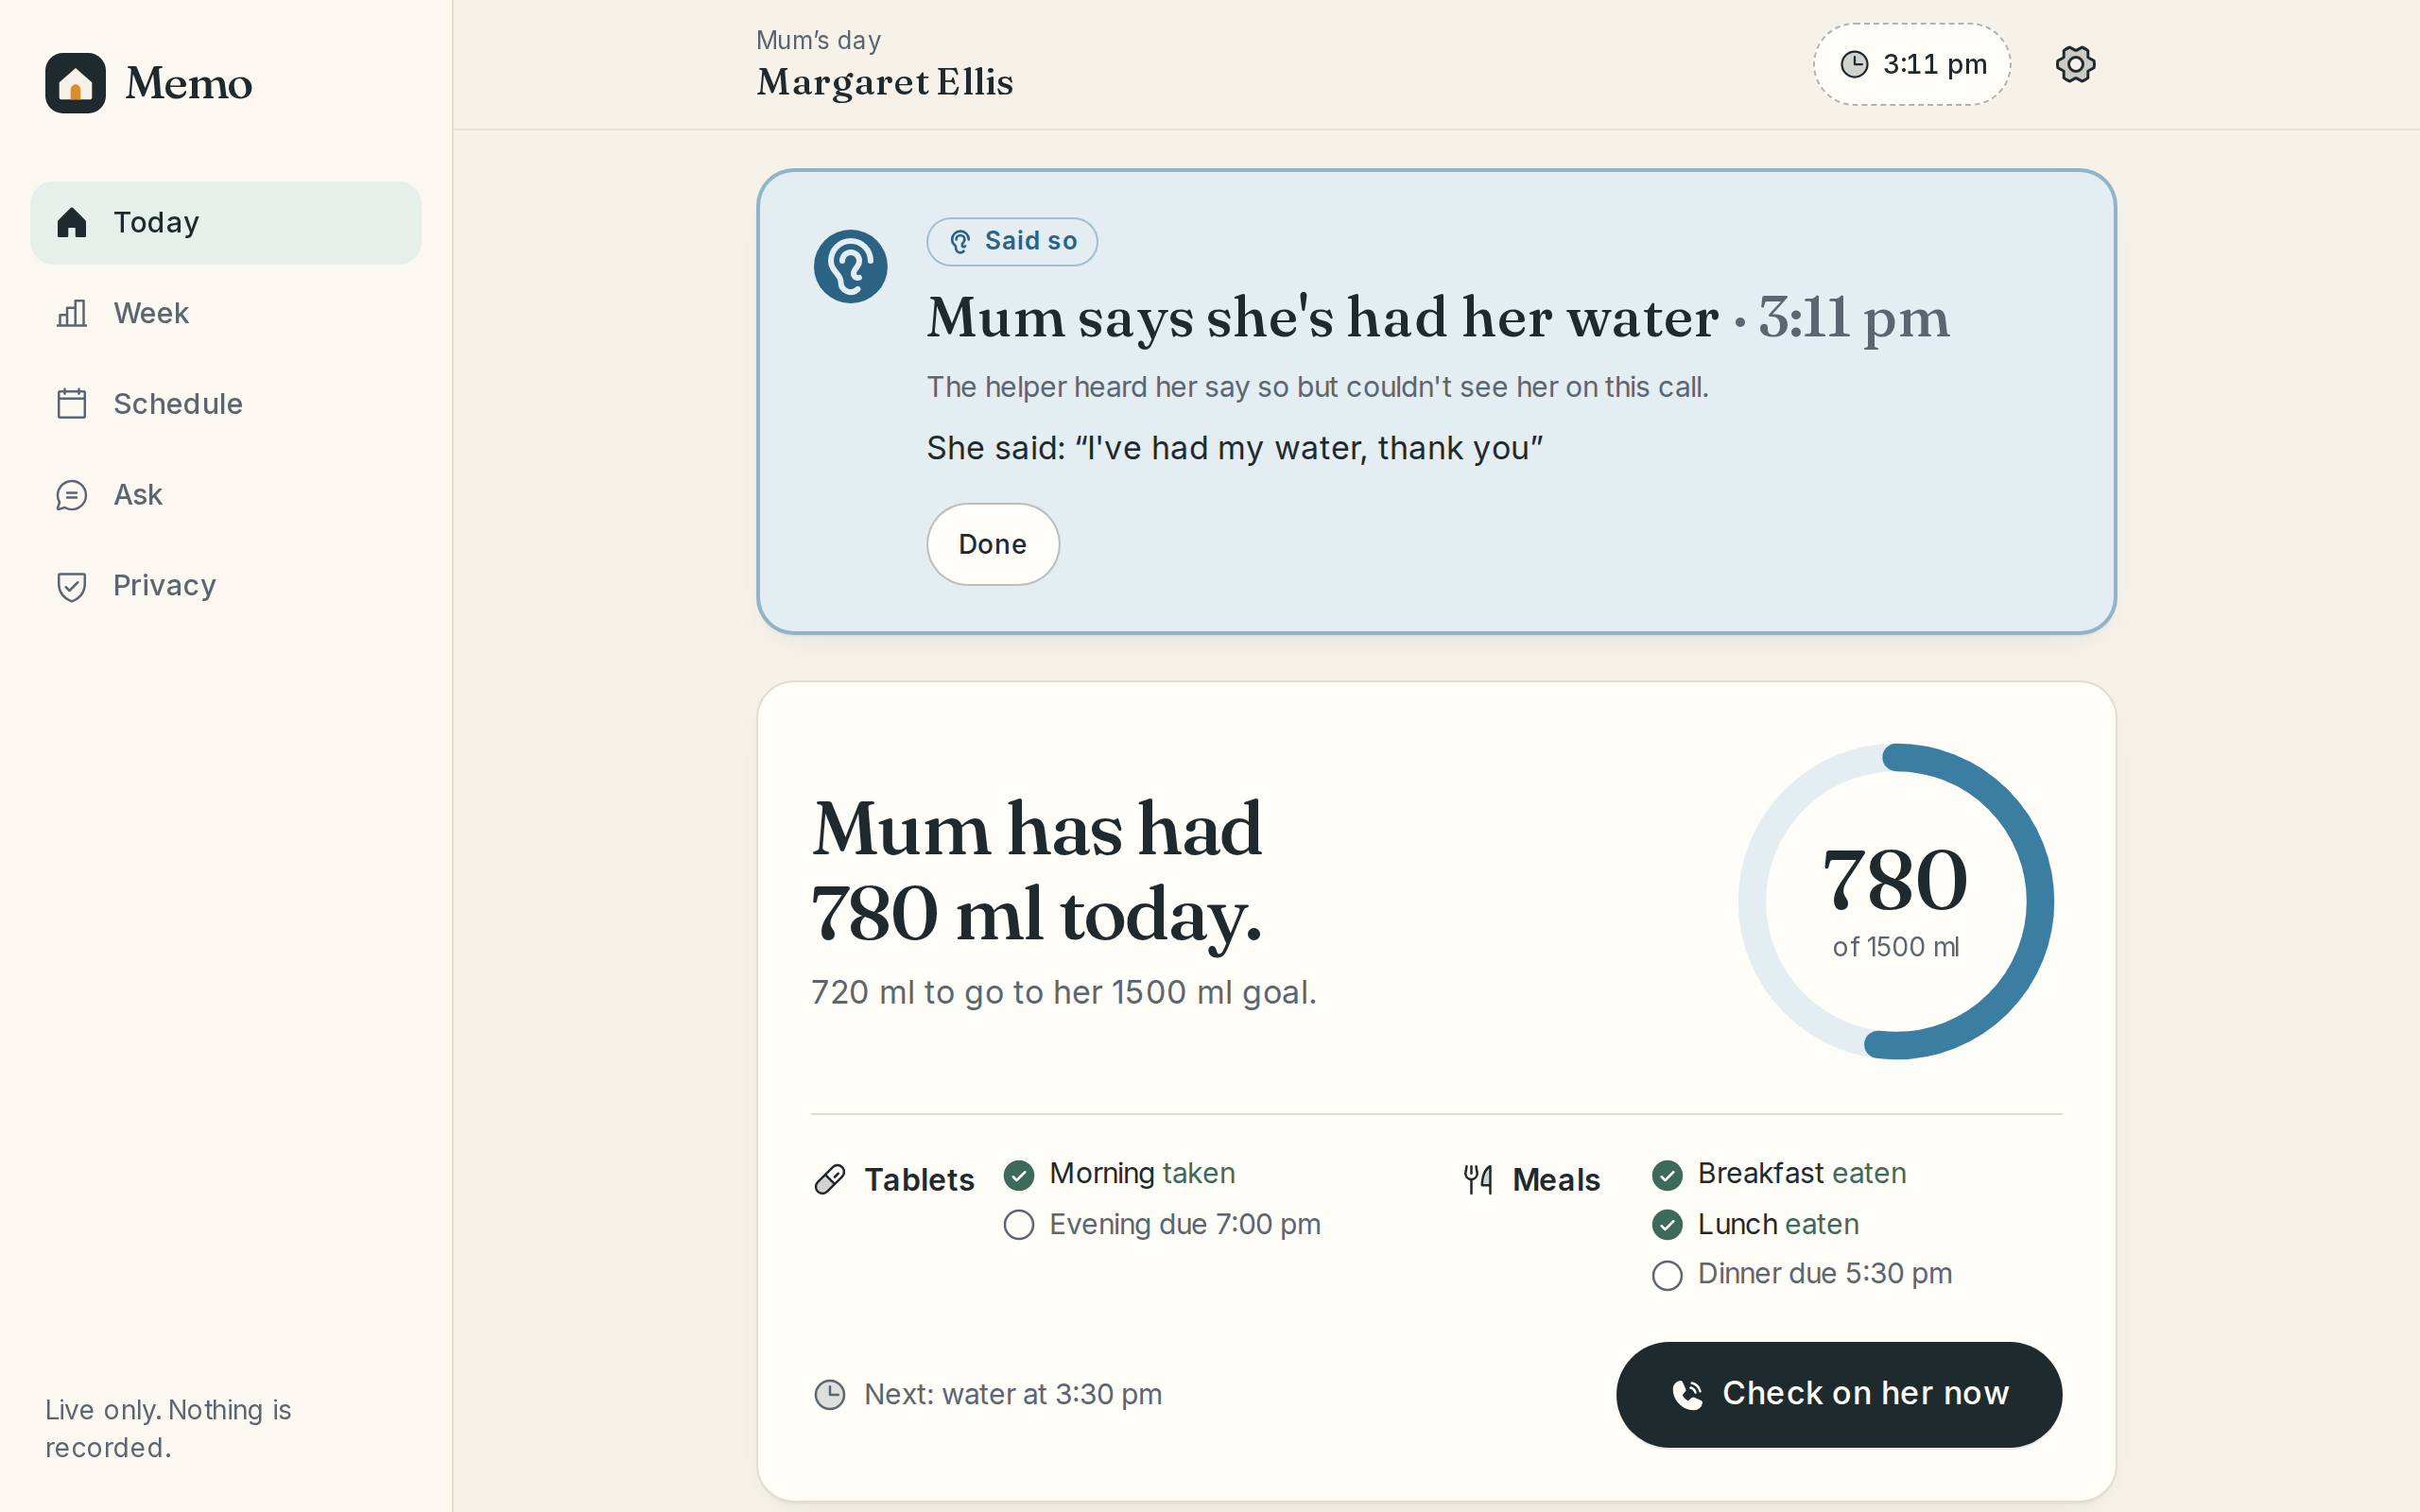 Memo
Today
Week
Schedule
Ask
Privacy
Live only. Nothing is
recorded.
Mum’s day
Margaret Ellis
3:11 pm
Said so
Mum says she's had her water · 3:11 pm
The helper heard her say so but couldn't see her on this call.
She said: “I've had my water, thank you”
Done
Mum has had
780 ml today.
720 ml to go to her 1500 ml goal.
780
of 1500 ml
Tablets
Morning taken
Evening due 7:00 pm
Meals
Breakfast eaten
Lunch eaten
Dinner due 5:30 pm
Next: water at 3:30 pm
Check on her now